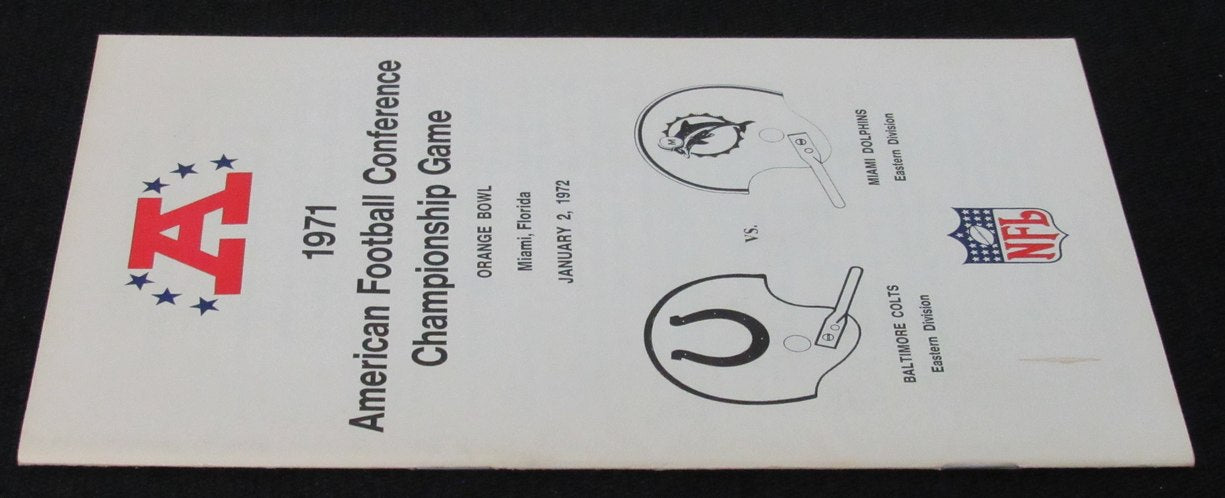 A
1971
American Football Conference
Championship Game
ORANGE BOWL
Miami, Florida
JANUARY 2, 1972
VS.
BALTIMORE COLTS
Eastern Division
MIAMI DOLPHINS
Eastern Division
NFL